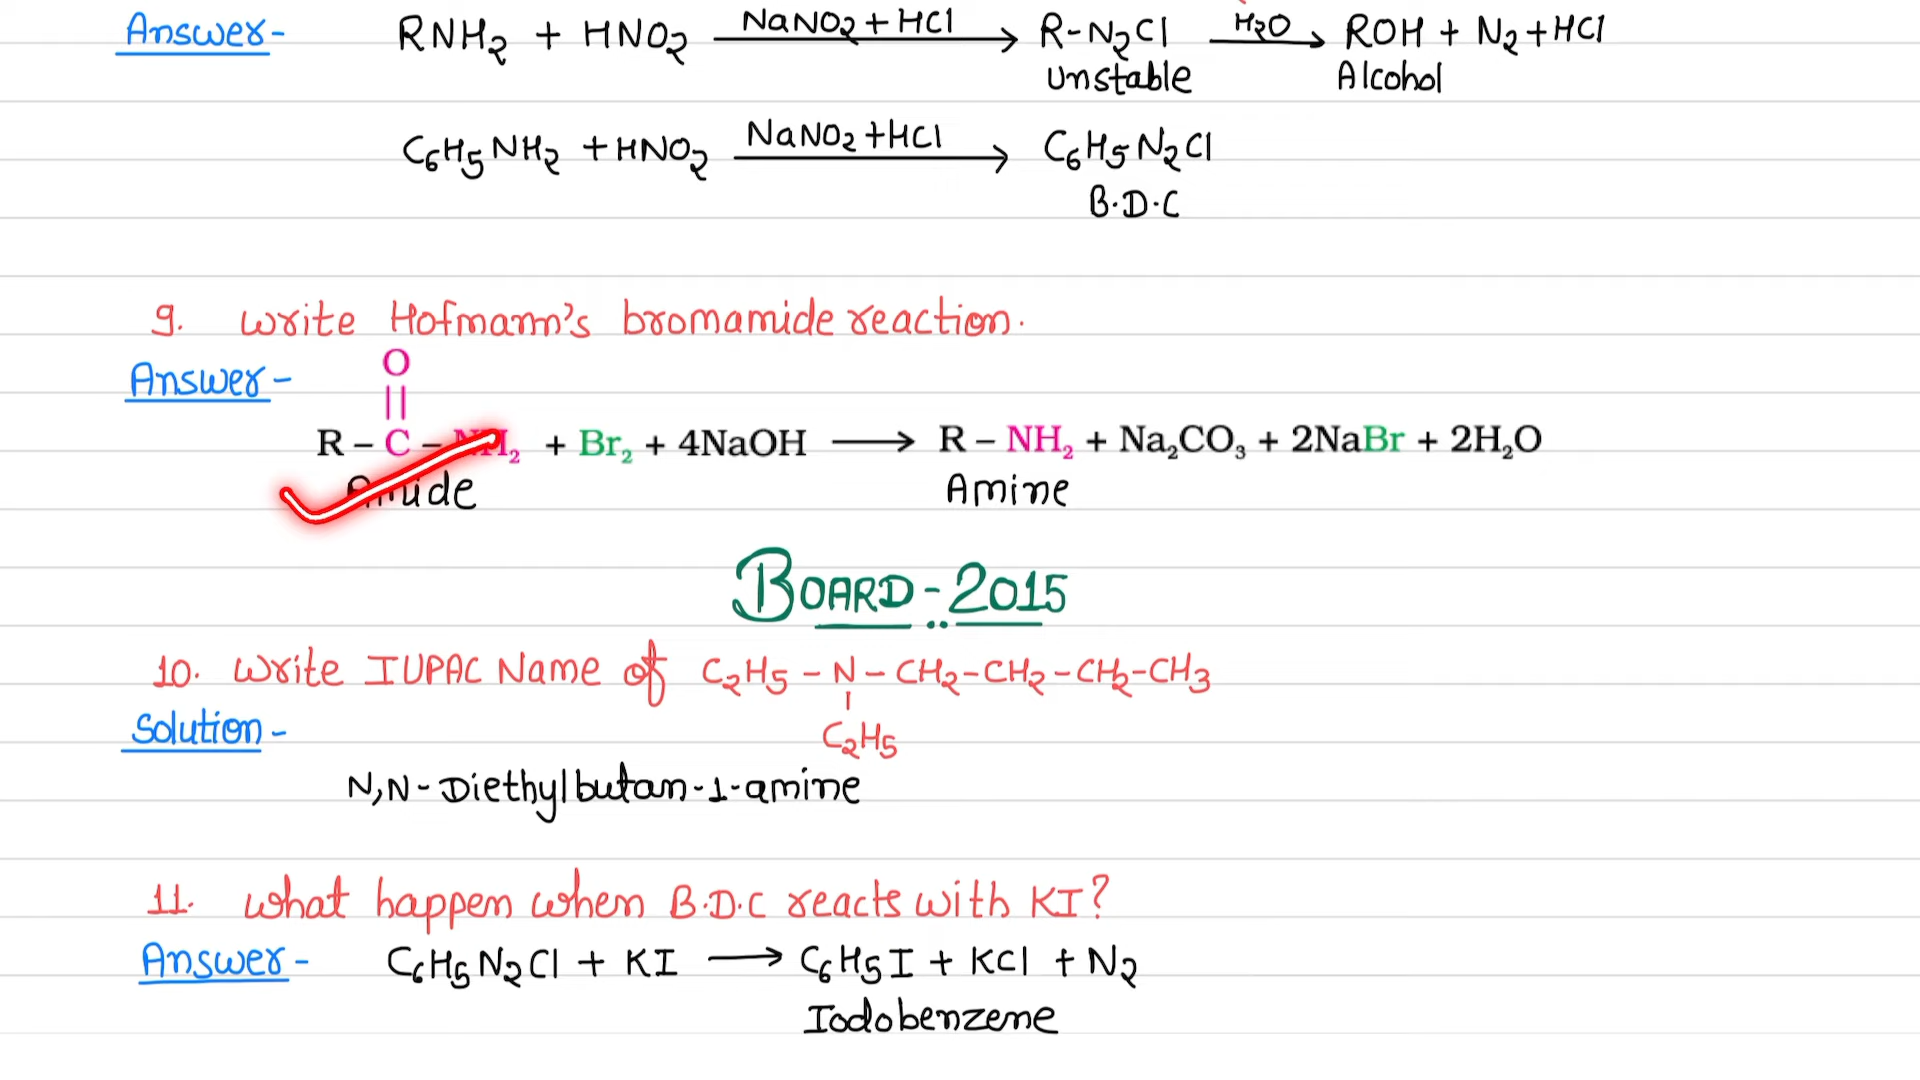 Answer- RNH₂ + HNO₂ NaNO₂+HCl → R-N₂Cl H₂O → ROH + N₂+HCl
Unstable Alcohol
C₆H₅NH₂ +HNO₂ NaNO₂+HCl → C₆H₅N₂Cl
B.D.C
9. Write Hofmann's bromamide reaction.
Answer-
O
||
R – C – NH₂ + Br₂ + 4NaOH → R – NH₂ + Na₂CO₃ + 2NaBr + 2H₂O
Amide Amine
BOARD-2015
10. Write IUPAC Name of C₂H₅-N-CH₂-CH₂-CH₂-CH₃
Solution- C₂H₅
N,N-Diethylbutan-1-amine
11. What happen when B.D.C reacts with KI?
Answer- C₆H₅N₂Cl + KI → C₆H₅I + KCl + N₂
Iodobenzene